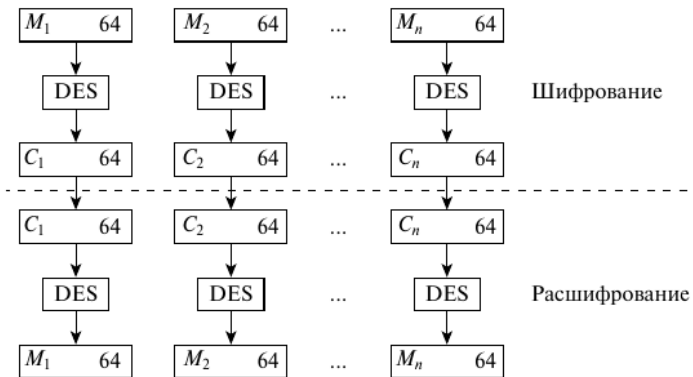 M₁ 64 M₂ 64 ... Mₙ 64
DES DES ... DES Шифрование
C₁ 64 C₂ 64 ... Cₙ 64
C₁ 64 C₂ 64 ... Cₙ 64
DES DES ... DES Расшифрование
M₁ 64 M₂ 64 ... Mₙ 64